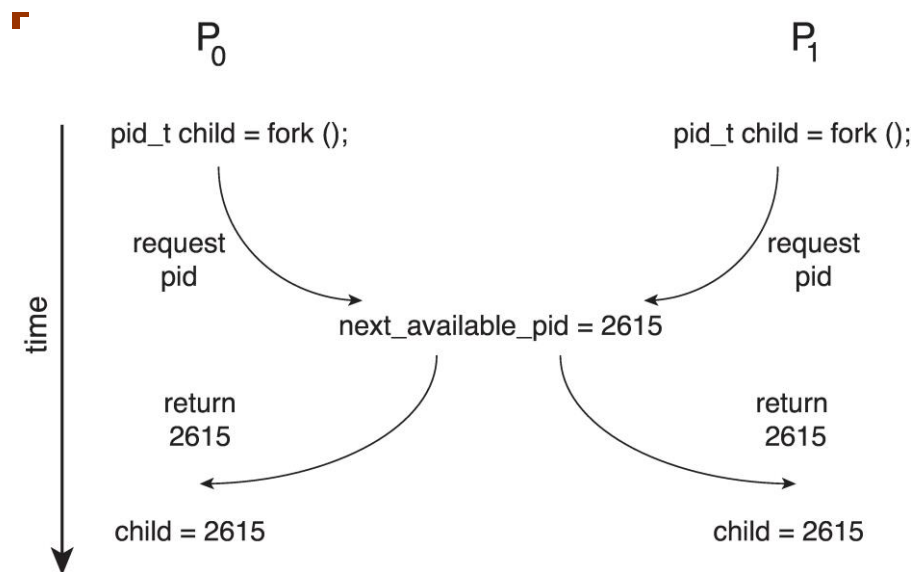 P0 P1
pid_t child = fork (); pid_t child = fork ();
request request
pid pid
time
next_available_pid = 2615
return return
2615 2615
child = 2615 child = 2615